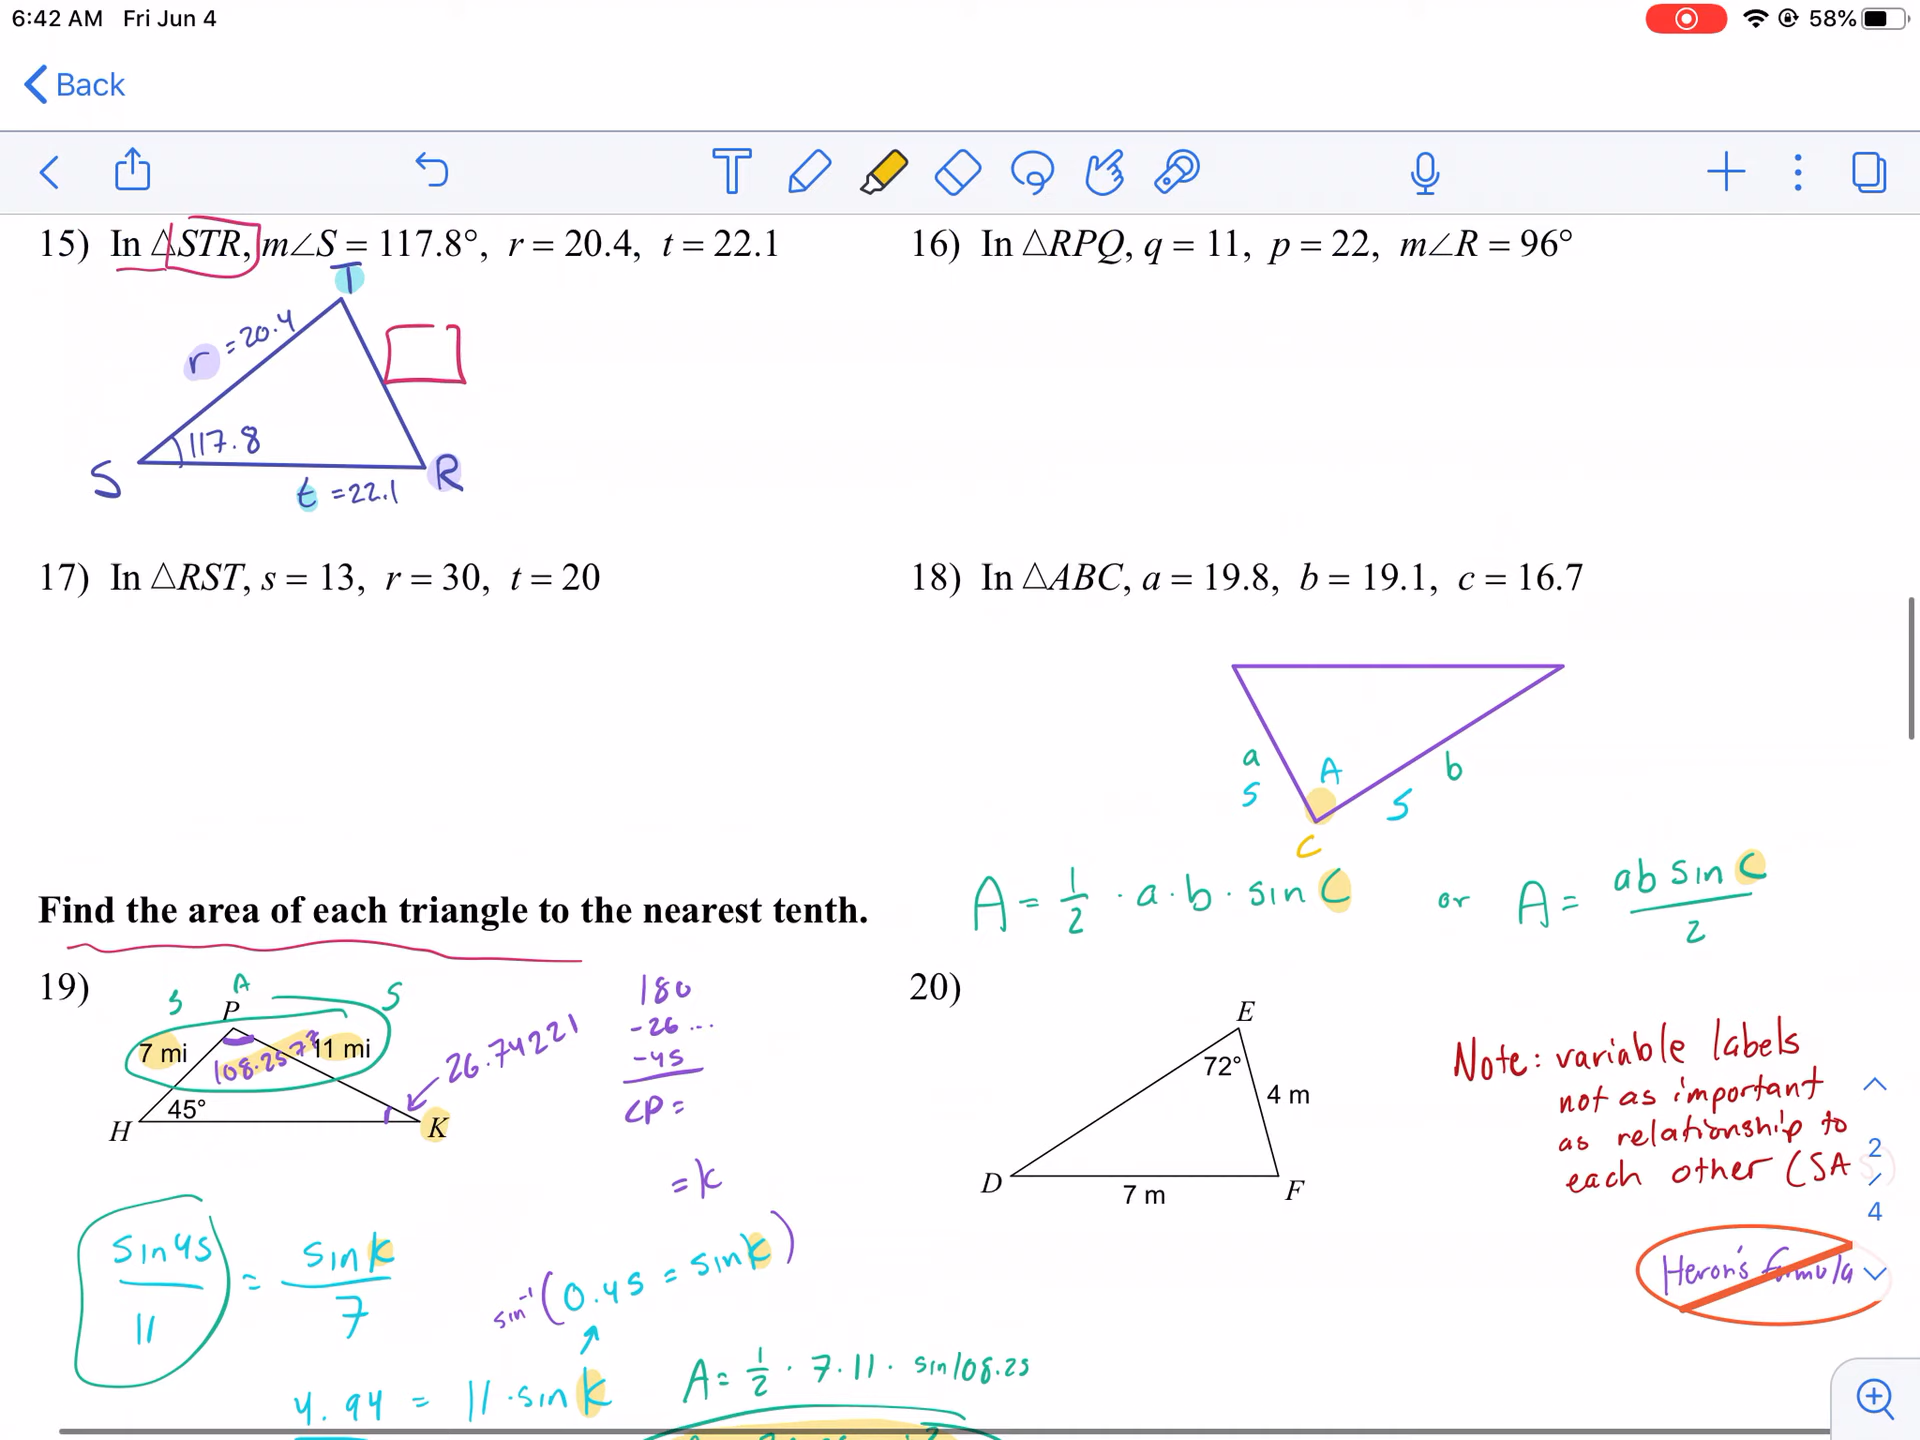 6:42 AM Fri Jun 4
58%
Back
15) In △STR, m∠S = 117.8°, r = 20.4, t = 22.1
T
r = 20.4
117.8
S
R
t = 22.1
16) In △RPQ, q = 11, p = 22, m∠R = 96°
17) In △RST, s = 13, r = 30, t = 20
18) In △ABC, a = 19.8, b = 19.1, c = 16.7
a
S
A
b
S
C
Find the area of each triangle to the nearest tenth.
A = 1/2 · a · b · sin C or A = ab sin C / 2
19)
S A S
P
7 mi
108.2577
11 mi
26.74221
45°
H
K
180
-26...
-45
<P =
= k
sin 45 / 11 = sin k / 7
sin⁻¹(0.45 = sin k)
4.94 = 11 · sin k
A = 1/2 · 7 · 11 · sin 108.25
20)
E
72°
4 m
D
7 m
F
Note: variable labels
not as important
as relationship to
each other (SAS)
2
4
Heron's formula